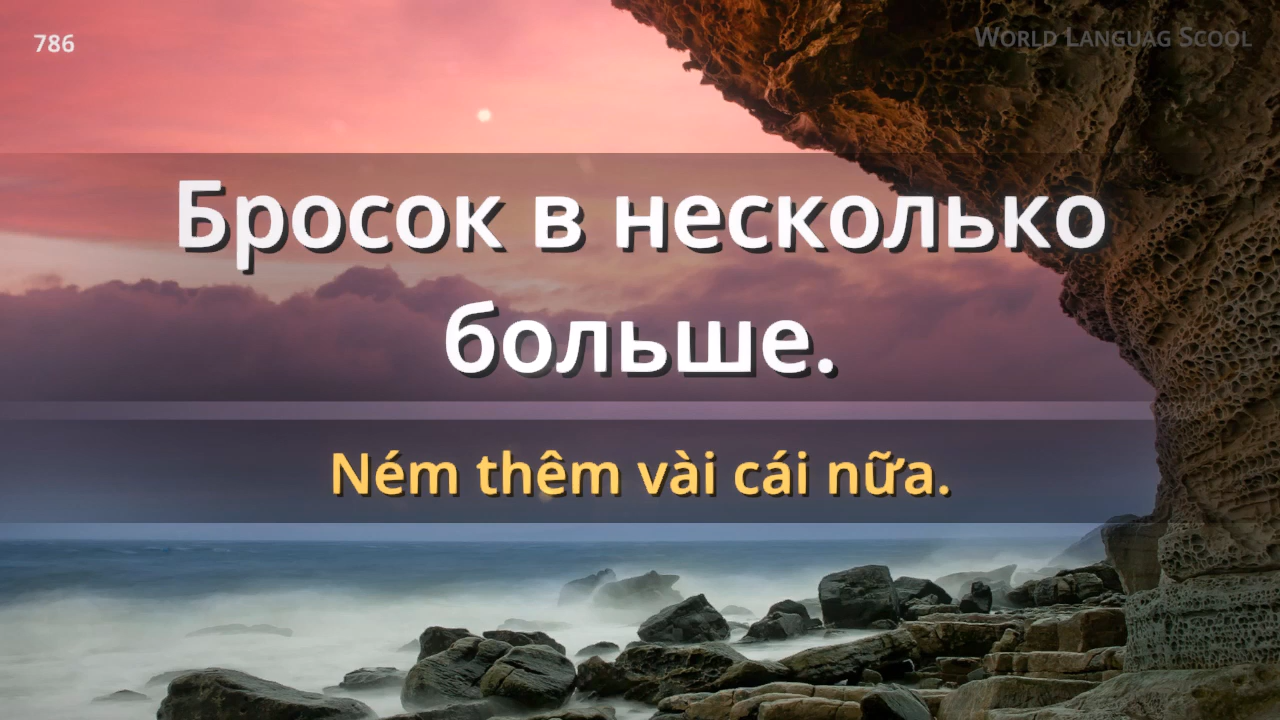 786
World Languag Scool
Бросок в несколько
больше.
Ném thêm vài cái nữa.